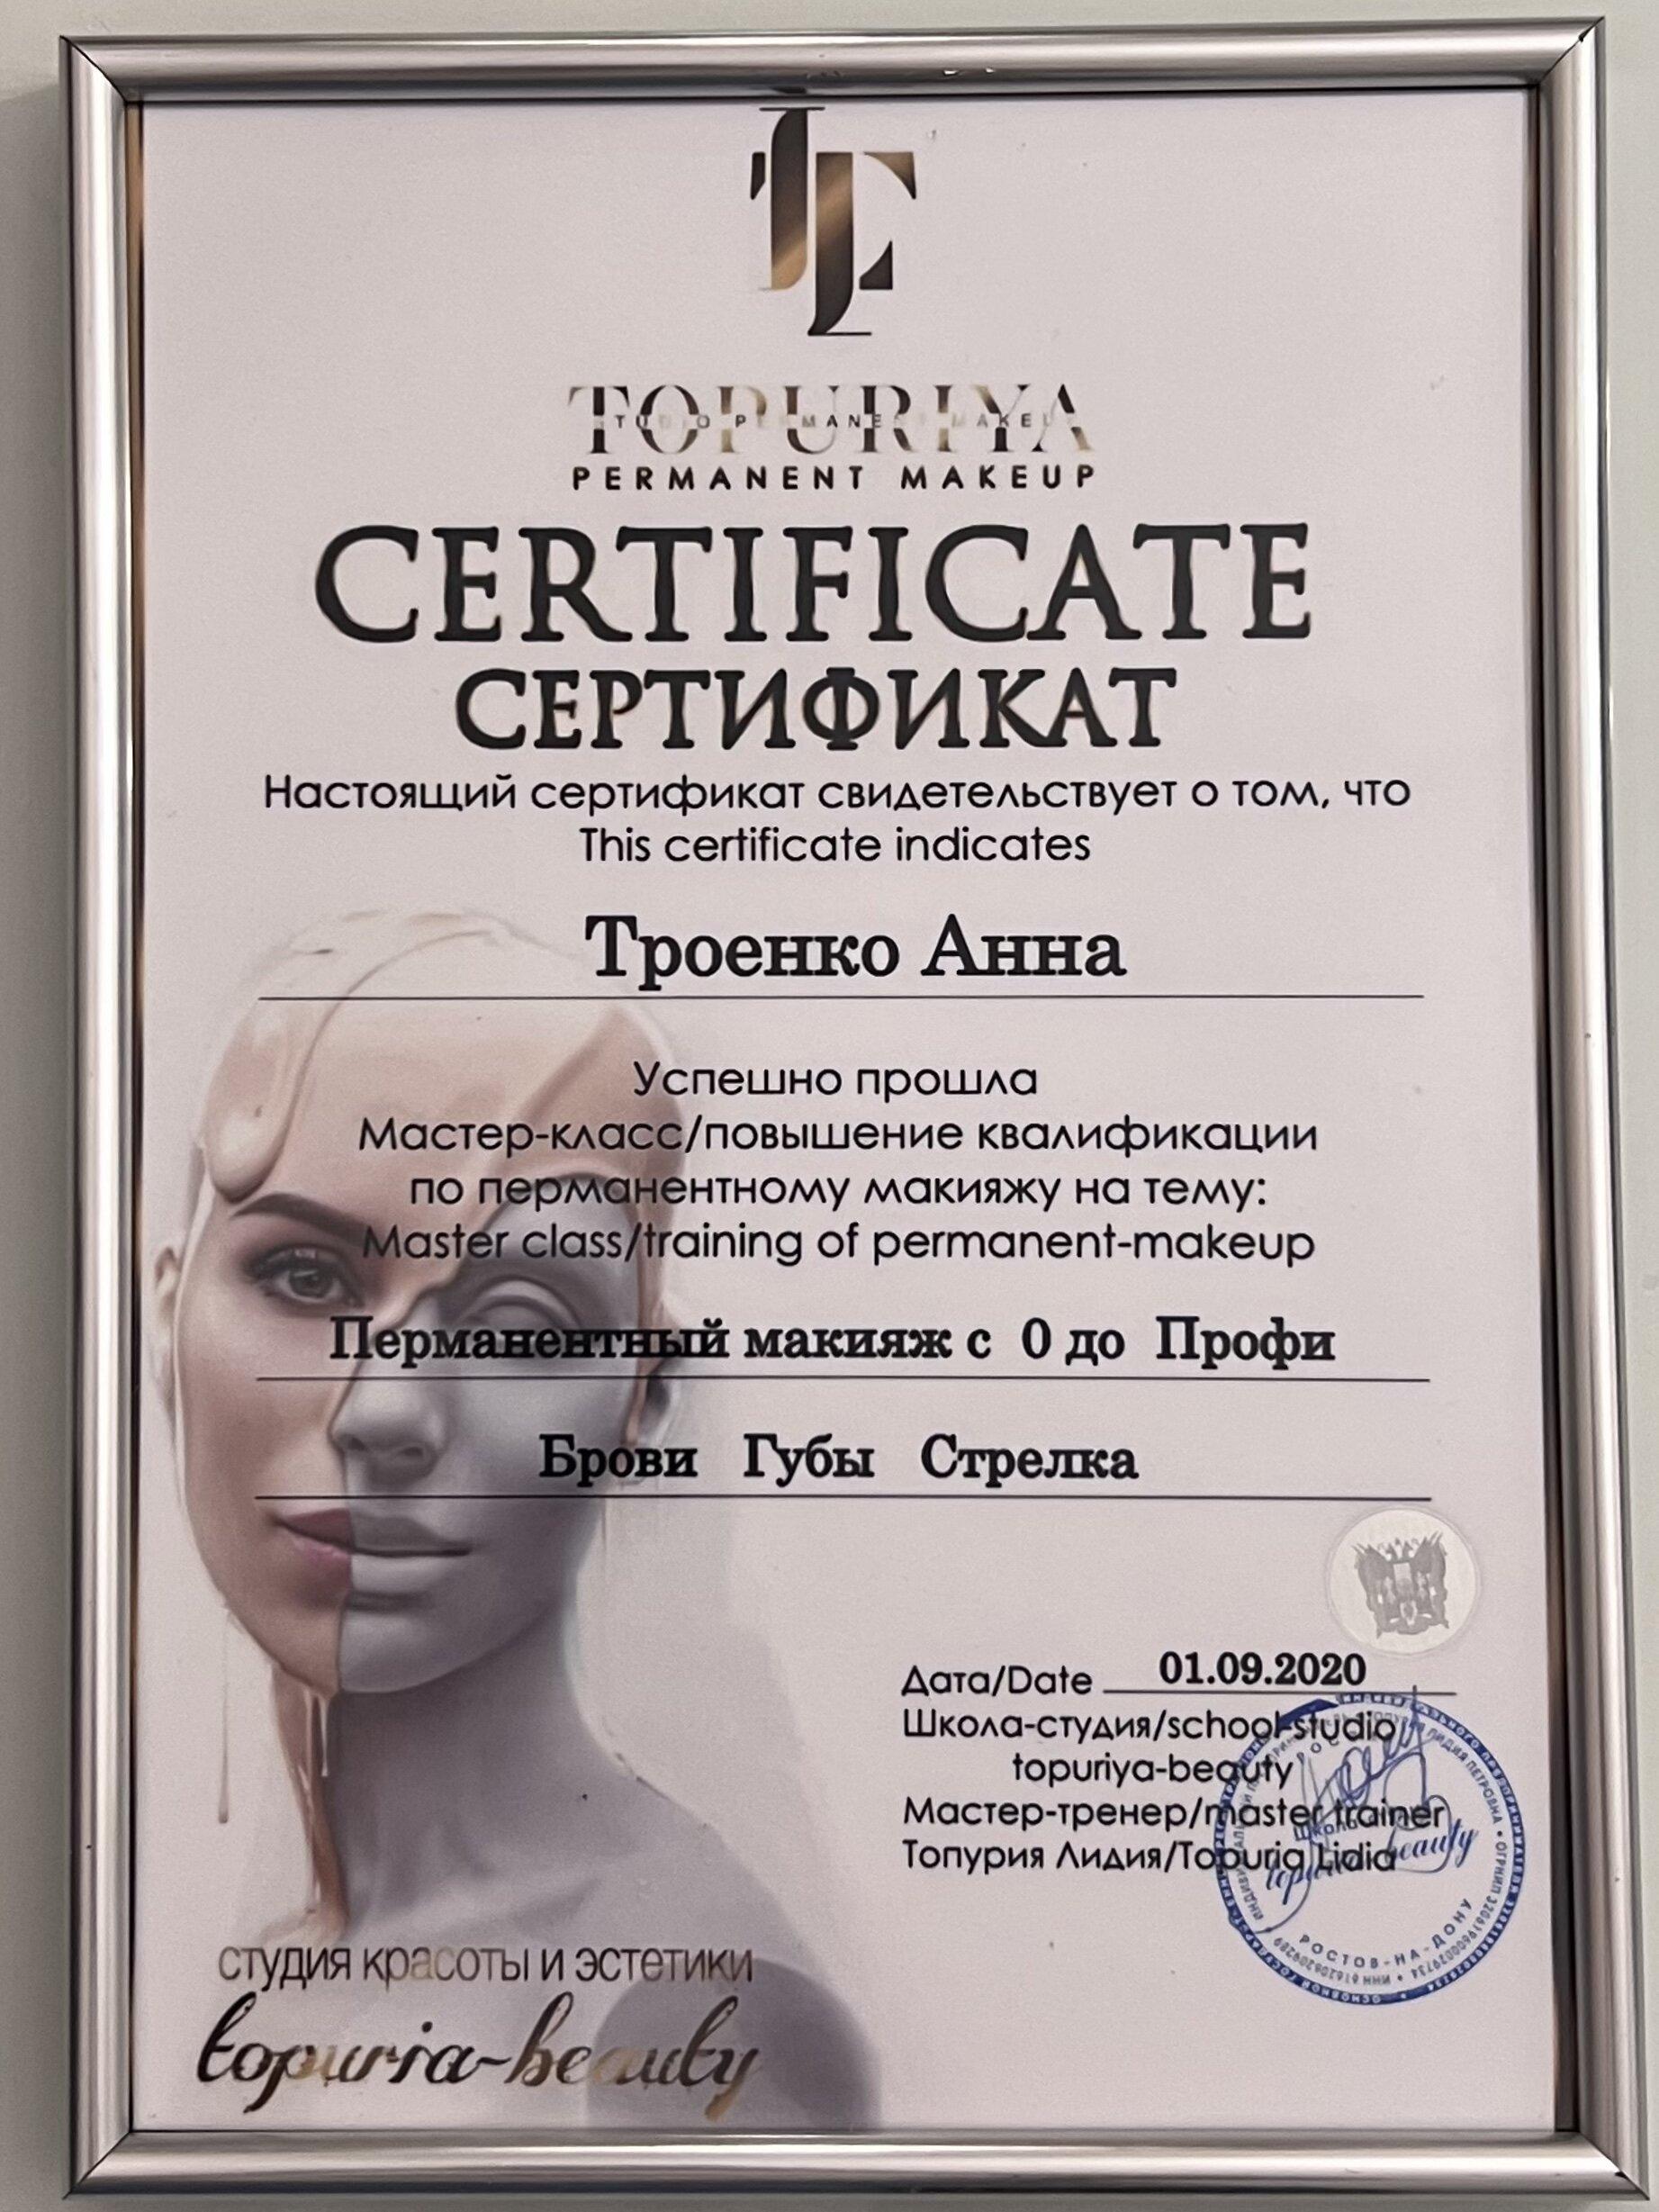 TOPURIYA
PERMANENT MAKEUP
CERTIFICATE
СЕРТИФИКАТ
Настоящий сертификат свидетельствует о том, что
This certificate indicates
Троенко Анна
Успешно прошла
Мастер-класс/повышение квалификации
по перманентному макияжу на тему:
Master class/training of permanent-makeup
Перманентный макияж с 0 до Профи
Брови Губы Стрелка
Дата/Date 01.09.2020
Школа-студия/school-studio
topuriya-beauty
Мастер-тренер/master trainer
Топурия Лидия/Topuria Lidia
РОСТОВ-НА-ДОНУ
студия красоты и эстетики
topuria-beauty